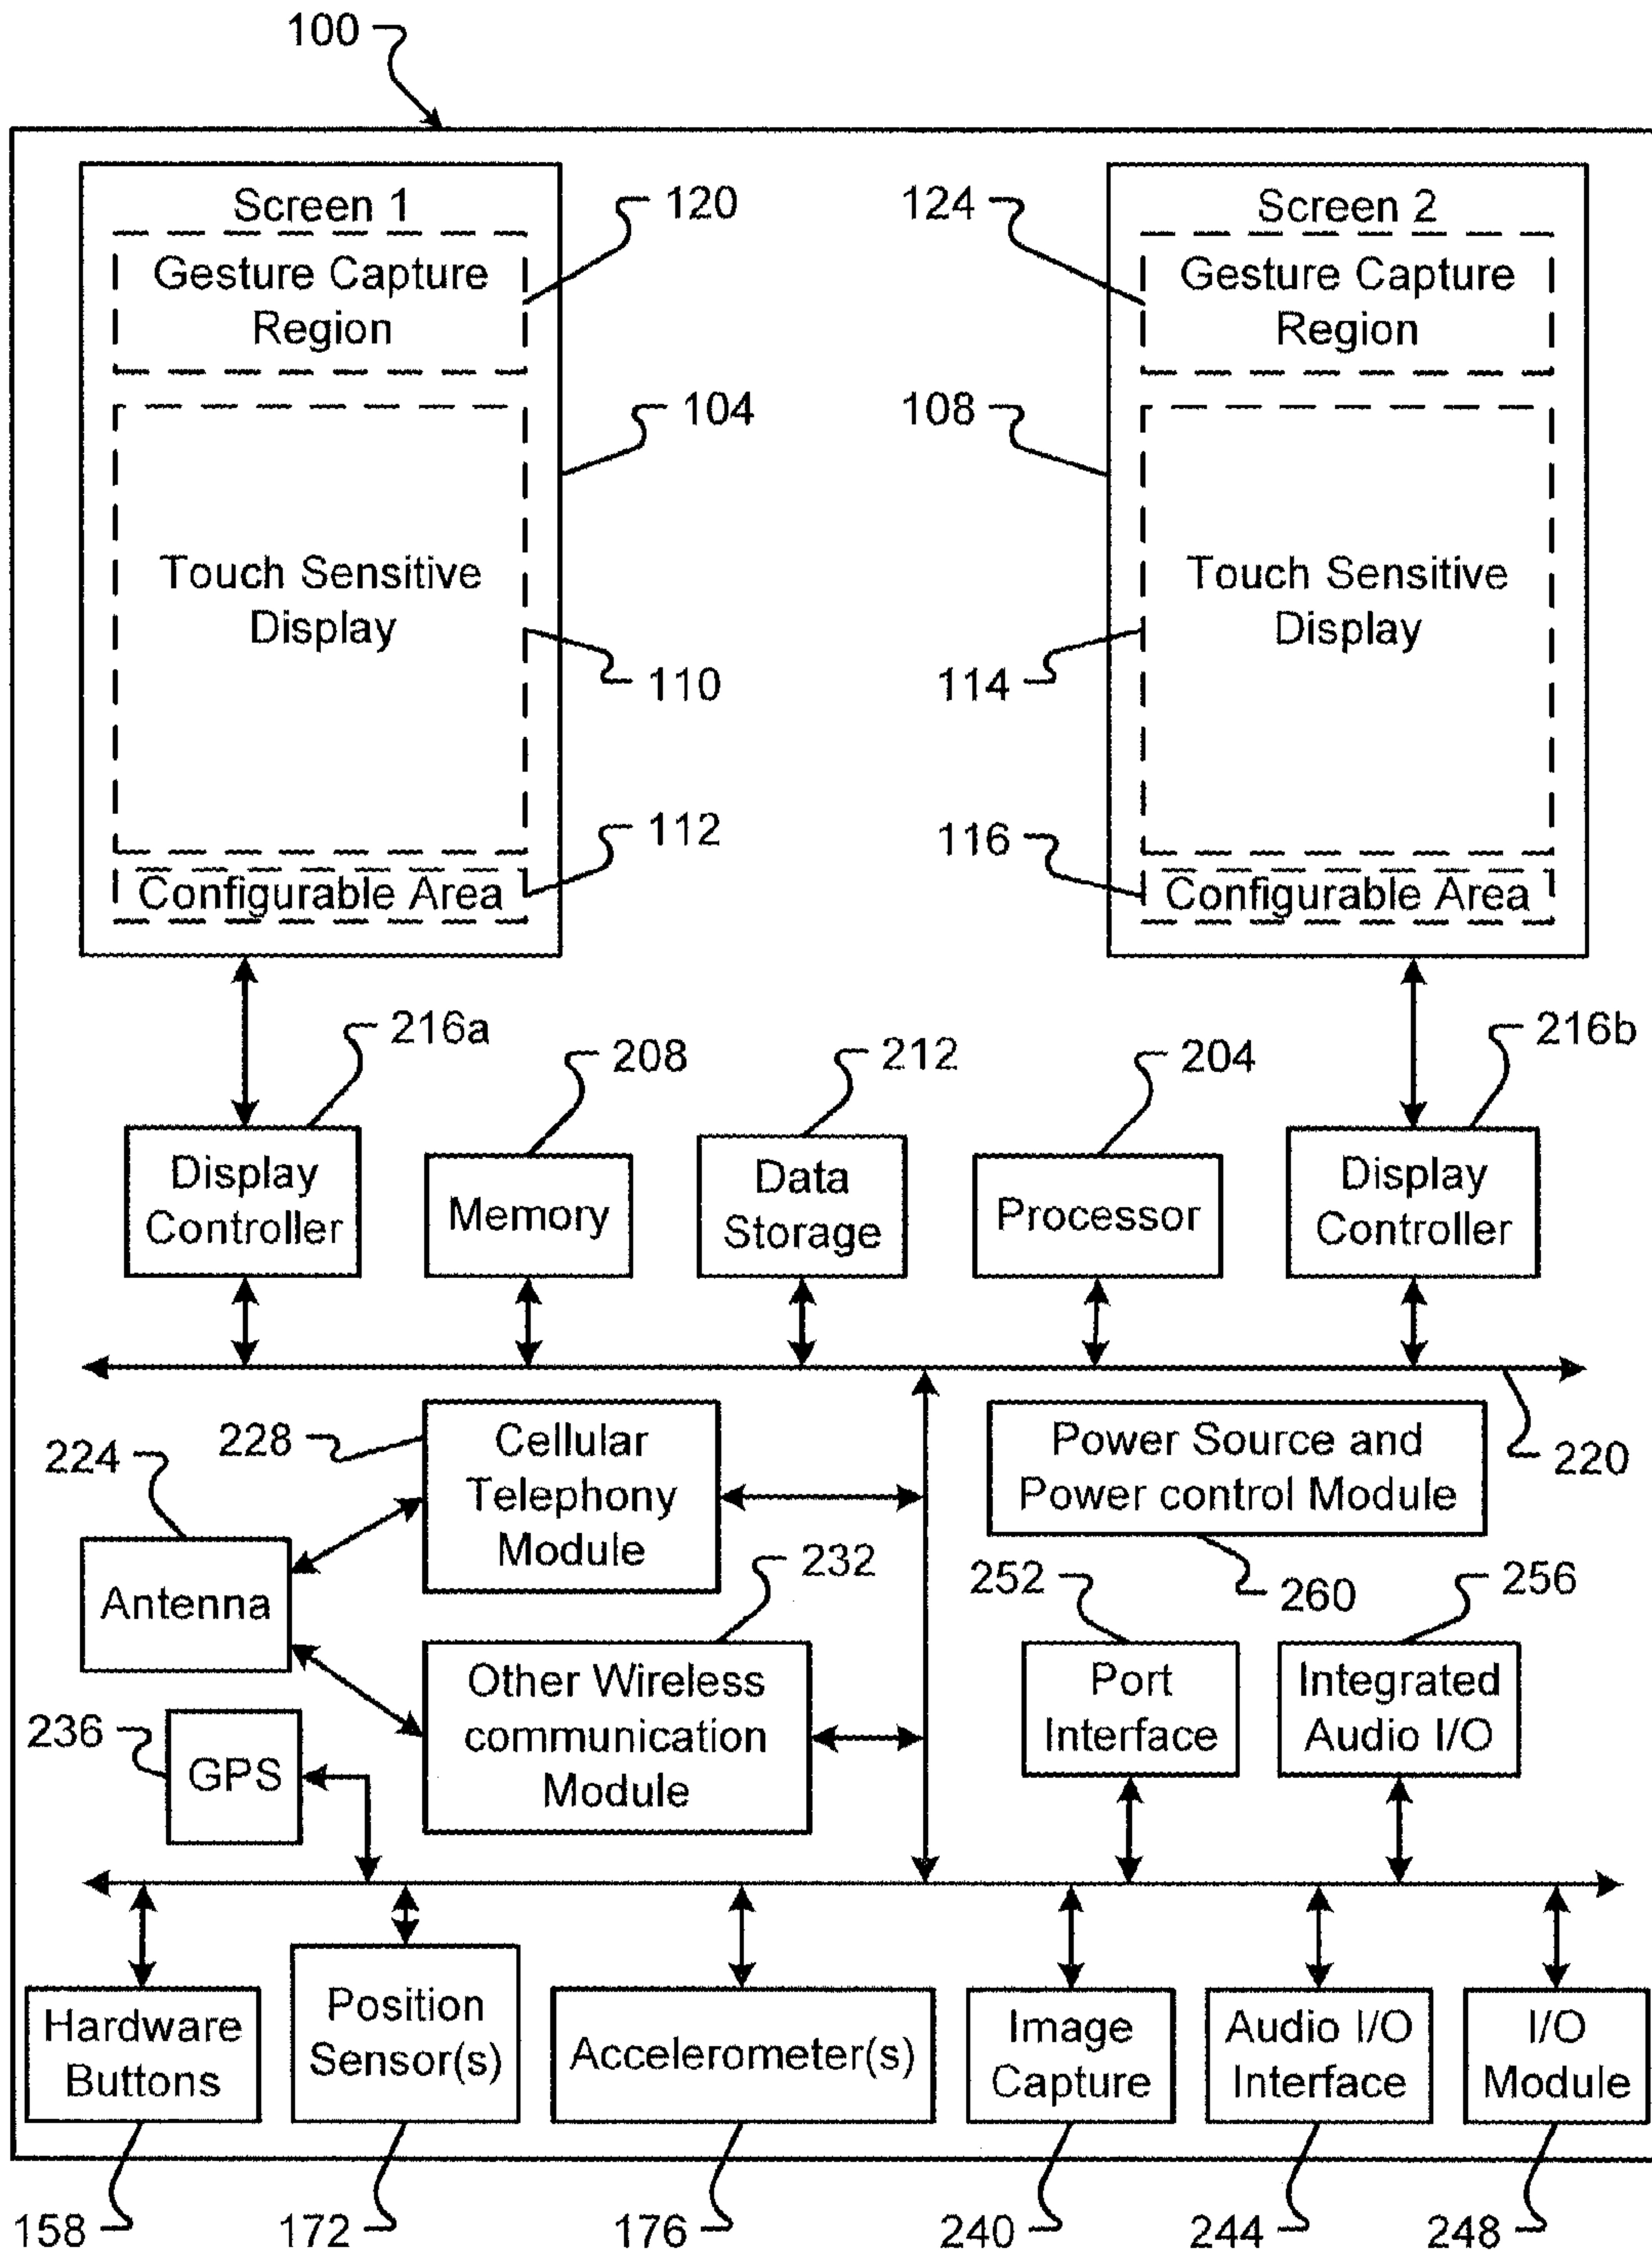 100
Screen 1
Gesture Capture
Region
120
Touch Sensitive
Display
104
110
112
Configurable Area
Screen 2
124
Gesture Capture
Region
108
Touch Sensitive
Display
114
116
Configurable Area
216a
208
212
204
216b
Display
Controller
Memory
Data
Storage
Processor
Display
Controller
220
228
Cellular
Telephony
Module
224
Antenna
232
Other Wireless
communication
Module
236
GPS
Power Source and
Power control Module
260
252
Port
Interface
256
Integrated
Audio I/O
Hardware
Buttons
Position
Sensor(s)
Accelerometer(s)
Image
Capture
Audio I/O
Interface
I/O
Module
158
172
176
240
244
248